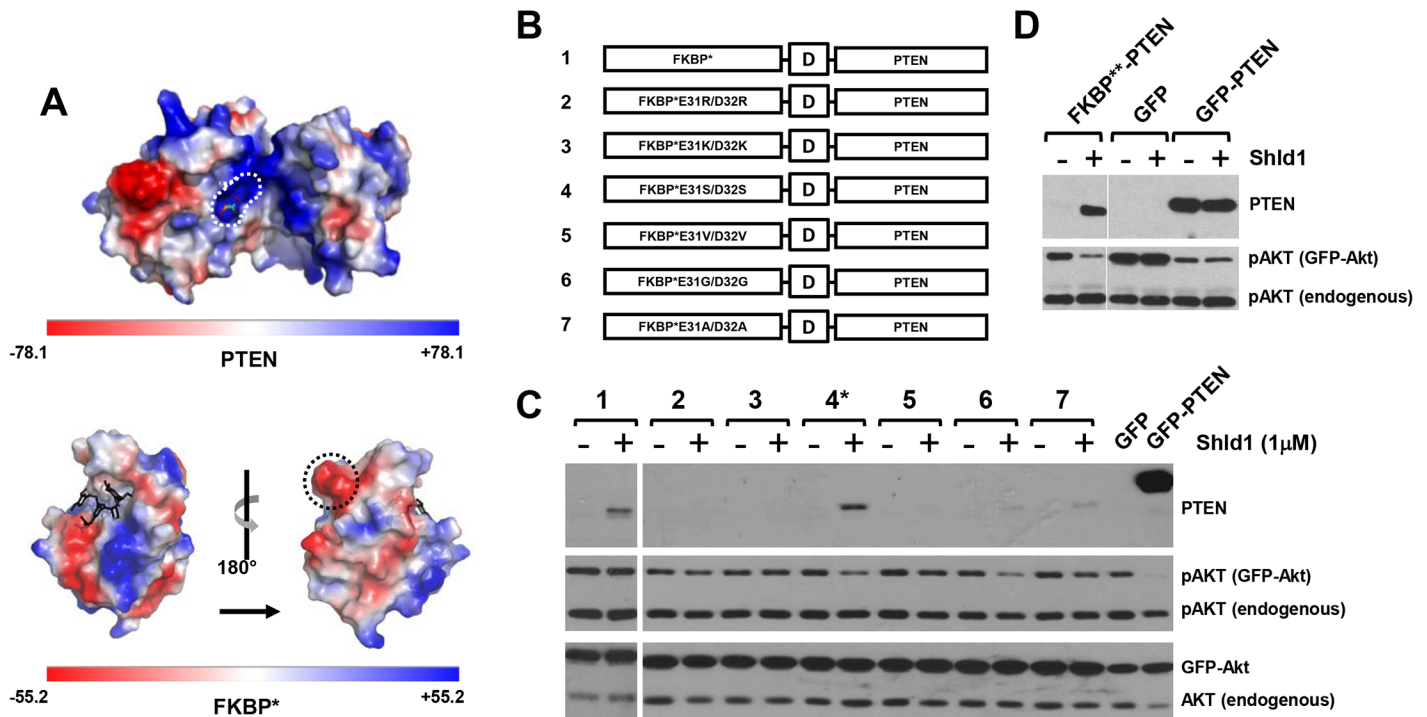 A
-78.1 +78.1
PTEN
180°
-55.2 +55.2
FKBP*
B
1 FKBP* D PTEN
2 FKBP*E31R/D32R D PTEN
3 FKBP*E31K/D32K D PTEN
4 FKBP*E31S/D32S D PTEN
5 FKBP*E31V/D32V D PTEN
6 FKBP*E31G/D32G D PTEN
7 FKBP*E31A/D32A D PTEN
C
1 2 3 4* 5 6 7 GFP GFP-PTEN
- + - + - + - + - + - + - + Shld1 (1μM)
PTEN
pAKT (GFP-Akt)
pAKT (endogenous)
GFP-Akt
AKT (endogenous)
D
FKBP**-PTEN GFP GFP-PTEN
- + - + - + Shld1
PTEN
pAKT (GFP-Akt)
pAKT (endogenous)